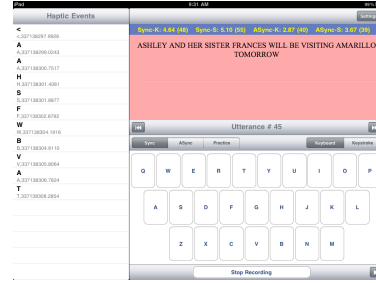 iPad
9:31 AM
99%
Haptic Events
Settings
<
A
A
H
S
F
W
B
V
A
T
Sync-K: 4.64 (48) Sync-S: 5.10 (55) ASync-K: 2.87 (40) ASync-S: 3.67 (39)
ASHLEY AND HER SISTER FRANCES WILL BE VISITING AMARILLO
TOMORROW
Utterance # 45
Sync ASync Practice Keyboard Keystroke
Q W E R T Y U I O P
A S D F G H J K L
Z X C V B N M
Stop Recording